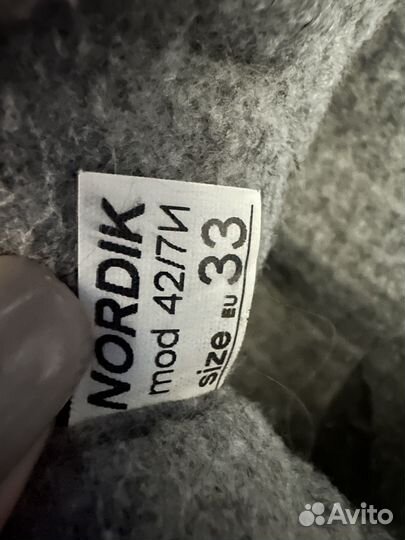 NORDIK
mod 42/7И
size EU 33
Avito